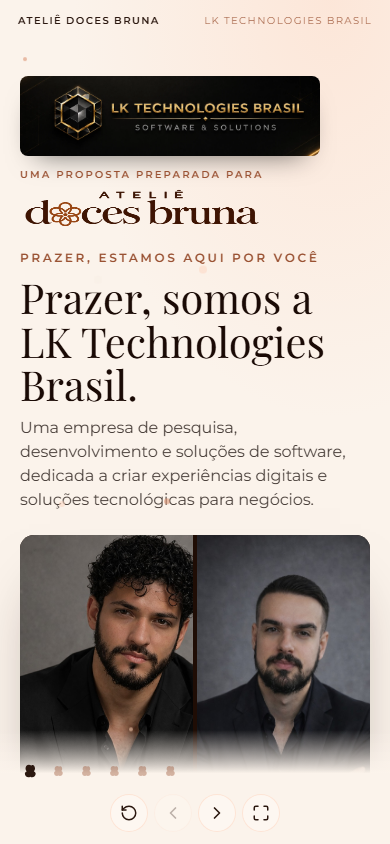 ATELIÊ DOCES BRUNA
LK TECHNOLOGIES BRASIL
LK TECHNOLOGIES BRASIL
SOFTWARE & SOLUTIONS
UMA PROPOSTA PREPARADA PARA
ATELIÊ
doces bruna
PRAZER, ESTAMOS AQUI POR VOCÊ
Prazer, somos a
LK Technologies
Brasil.
Uma empresa de pesquisa,
desenvolvimento e soluções de software,
dedicada a criar experiências digitais e
soluções tecnológicas para negócios.